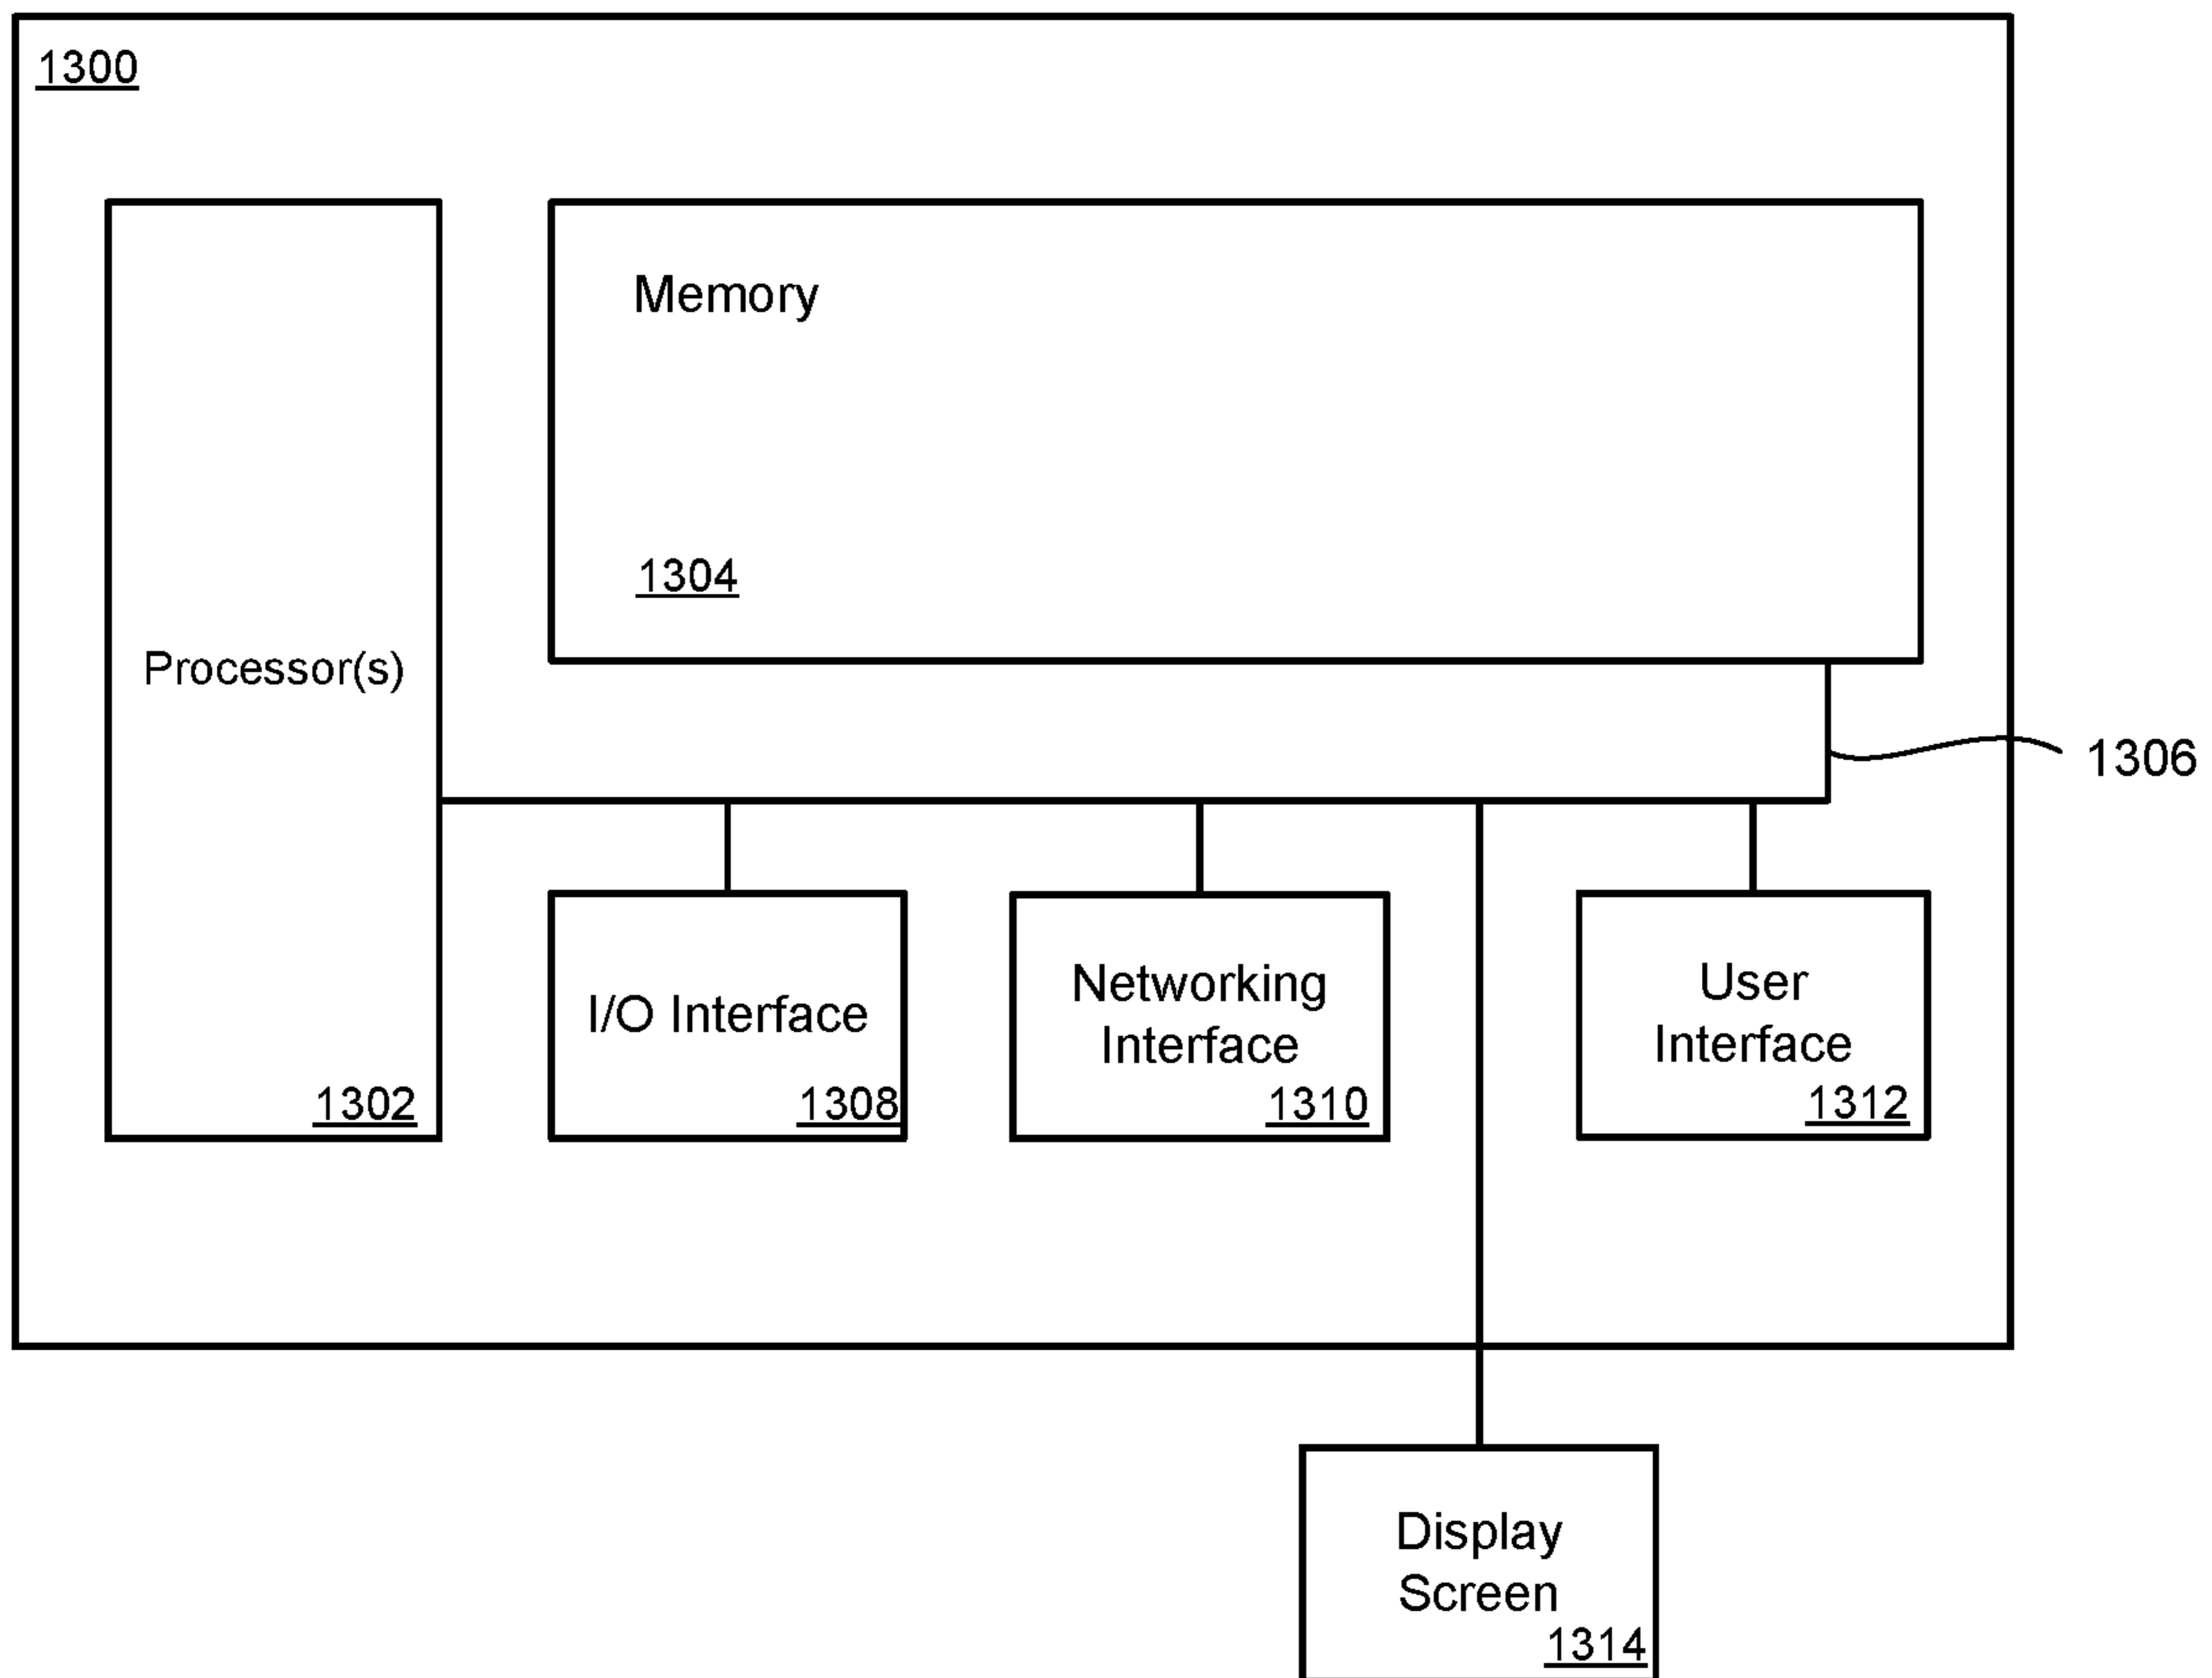 1300
Memory
1304
Processor(s)
1302
1306
I/O Interface
1308
Networking
Interface
1310
User
Interface
1312
Display
Screen
1314